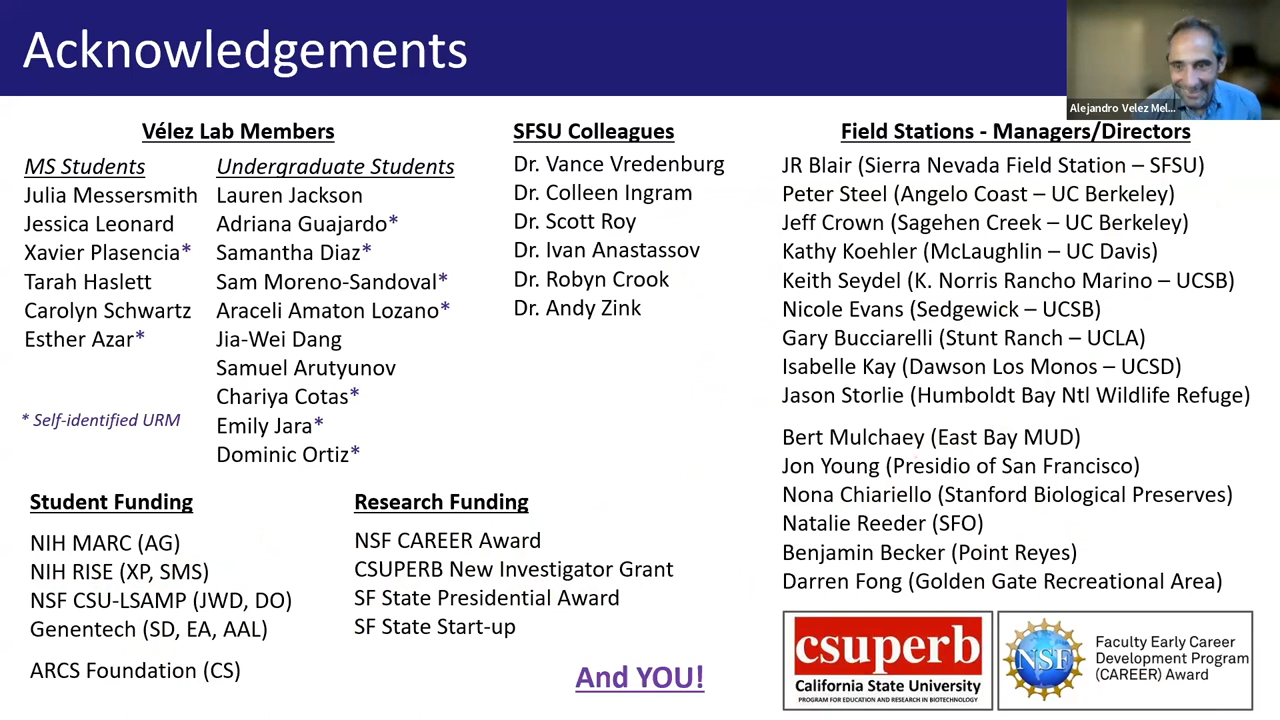 Acknowledgements
Alejandro Velez Mel...
Vélez Lab Members
MS Students
Julia Messersmith
Jessica Leonard
Xavier Plasencia*
Tarah Haslett
Carolyn Schwartz
Esther Azar*
* Self-identified URM
Undergraduate Students
Lauren Jackson
Adriana Guajardo*
Samantha Diaz*
Sam Moreno-Sandoval*
Araceli Amaton Lozano*
Jia-Wei Dang
Samuel Arutyunov
Chariya Cotas*
Emily Jara*
Dominic Ortiz*
SFSU Colleagues
Dr. Vance Vredenburg
Dr. Colleen Ingram
Dr. Scott Roy
Dr. Ivan Anastassov
Dr. Robyn Crook
Dr. Andy Zink
Field Stations - Managers/Directors
JR Blair (Sierra Nevada Field Station – SFSU)
Peter Steel (Angelo Coast – UC Berkeley)
Jeff Crown (Sagehen Creek – UC Berkeley)
Kathy Koehler (McLaughlin – UC Davis)
Keith Seydel (K. Norris Rancho Marino – UCSB)
Nicole Evans (Sedgewick – UCSB)
Gary Bucciarelli (Stunt Ranch – UCLA)
Isabelle Kay (Dawson Los Monos – UCSD)
Jason Storlie (Humboldt Bay Ntl Wildlife Refuge)
Bert Mulchaey (East Bay MUD)
Jon Young (Presidio of San Francisco)
Nona Chiariello (Stanford Biological Preserves)
Natalie Reeder (SFO)
Benjamin Becker (Point Reyes)
Darren Fong (Golden Gate Recreational Area)
Student Funding
NIH MARC (AG)
NIH RISE (XP, SMS)
NSF CSU-LSAMP (JWD, DO)
Genentech (SD, EA, AAL)
ARCS Foundation (CS)
Research Funding
NSF CAREER Award
CSUPERB New Investigator Grant
SF State Presidential Award
SF State Start-up
And YOU!
csuperb
California State University
PROGRAM FOR EDUCATION AND RESEARCH IN BIOTECHNOLOGY
NSF
Faculty Early Career
Development Program
(CAREER) Award